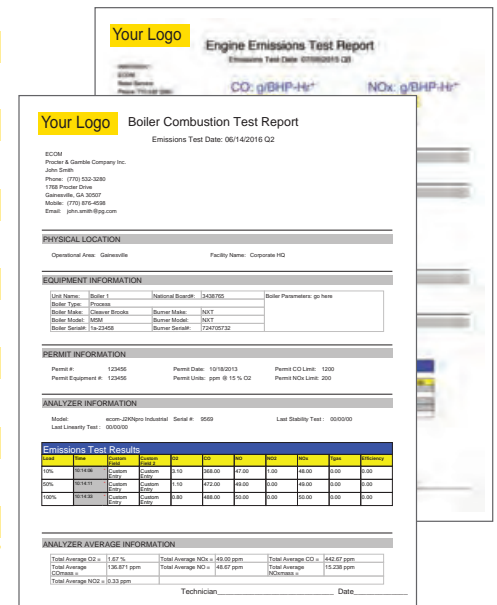 Your Logo
Engine Emissions Test Report
Emissions Test Date: 07/09/2015 Q3
ECOM
CO: g/BHP-Hr*
NOx: g/BHP-Hr*
Your Logo
Boiler Combustion Test Report
Emissions Test Date: 06/14/2016 Q2
ECOM
Procter & Gamble Company Inc.
John Smith
Phone: (770) 532-3280
1768 Procter Drive
Gainesville, GA 30507
Mobile: (770) 876-4598
Email: john.smith@pg.com
PHYSICAL LOCATION
Operational Area: Gainesville Facility Name: Corporate HQ
EQUIPMENT INFORMATION
Unit Name: Boiler 1 National Board#: 3438765 Boiler Parameters: go here
Boiler Type: Process
Boiler Make: Cleaver Brooks Burner Make: NXT
Boiler Model: M5M Burner Model: NXT
Boiler Serial#: 1a-23458 Burner Serial#: 724705732
PERMIT INFORMATION
Permit #: 123456 Permit Date: 10/18/2013 Permit CO Limit: 1200
Permit Equipment #: 123456 Permit Units: ppm @ 15 % O2 Permit NOx Limit: 200
ANALYZER INFORMATION
Model: ecom-J2KNpro Industrial Serial #: 9569 Last Stability Test : 00/00/00
Last Linearity Test : 00/00/00
Emissions Test Results
Load Time Custom Field Custom Field 2 O2 CO NO NO2 NOx Tgas Efficiency
10% 10:14:06 Custom Entry Custom Entry 3.10 368.00 47.00 1.00 48.00 0.00 0.00
50% 10:14:11 Custom Entry Custom Entry 1.10 472.00 49.00 0.00 49.00 0.00 0.00
100% 10:14:33 Custom Entry Custom Entry 0.80 488.00 50.00 0.00 50.00 0.00 0.00
ANALYZER AVERAGE INFORMATION
Total Average O2 = 1.67 % Total Average NOx = 49.00 ppm Total Average CO = 442.67 ppm
Total Average COmass = 136.871 ppm Total Average NO = 48.67 ppm Total Average NOxmass = 15.238 ppm
Total Average NO2 = 0.33 ppm
Technician Date